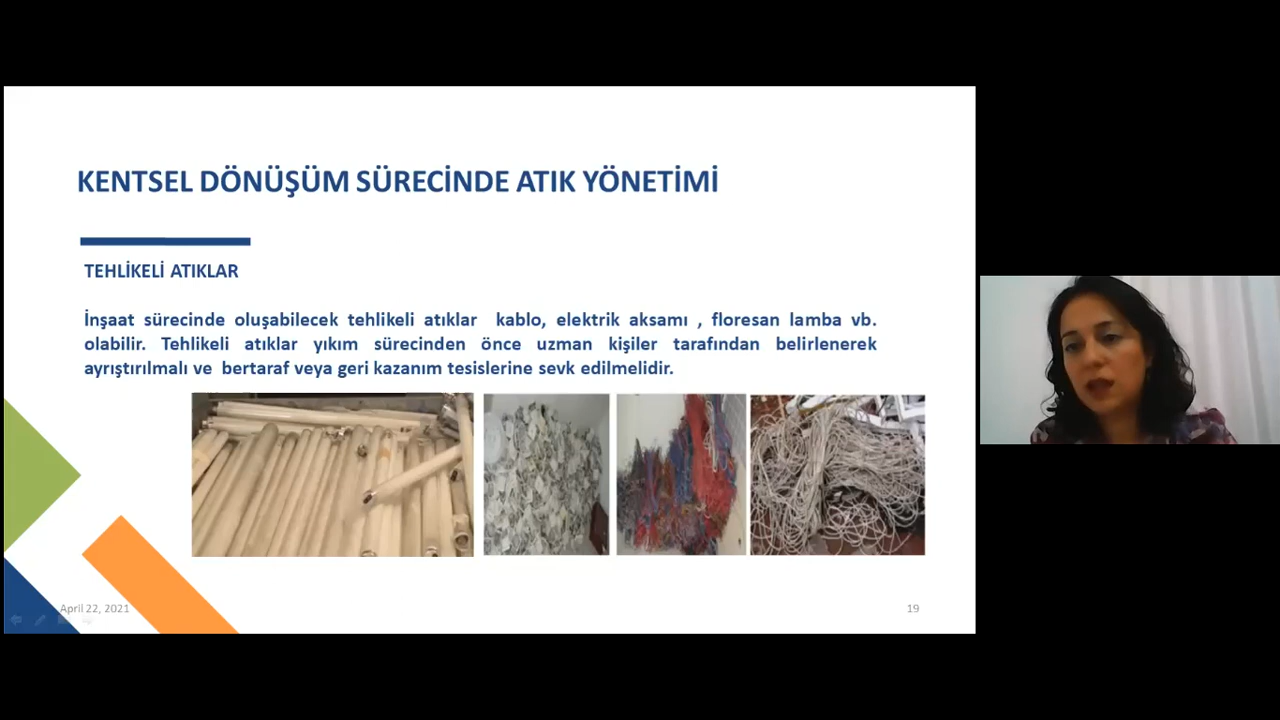 KENTSEL DÖNÜŞÜM SÜRECİNDE ATIK YÖNETİMİ
TEHLİKELİ ATIKLAR
İnşaat sürecinde oluşabilecek tehlikeli atıklar kablo, elektrik aksamı , floresan lamba vb.
olabilir. Tehlikeli atıklar yıkım sürecinden önce uzman kişiler tarafından belirlenerek
ayrıştırılmalı ve bertaraf veya geri kazanım tesislerine sevk edilmelidir.
April 22, 2021
19